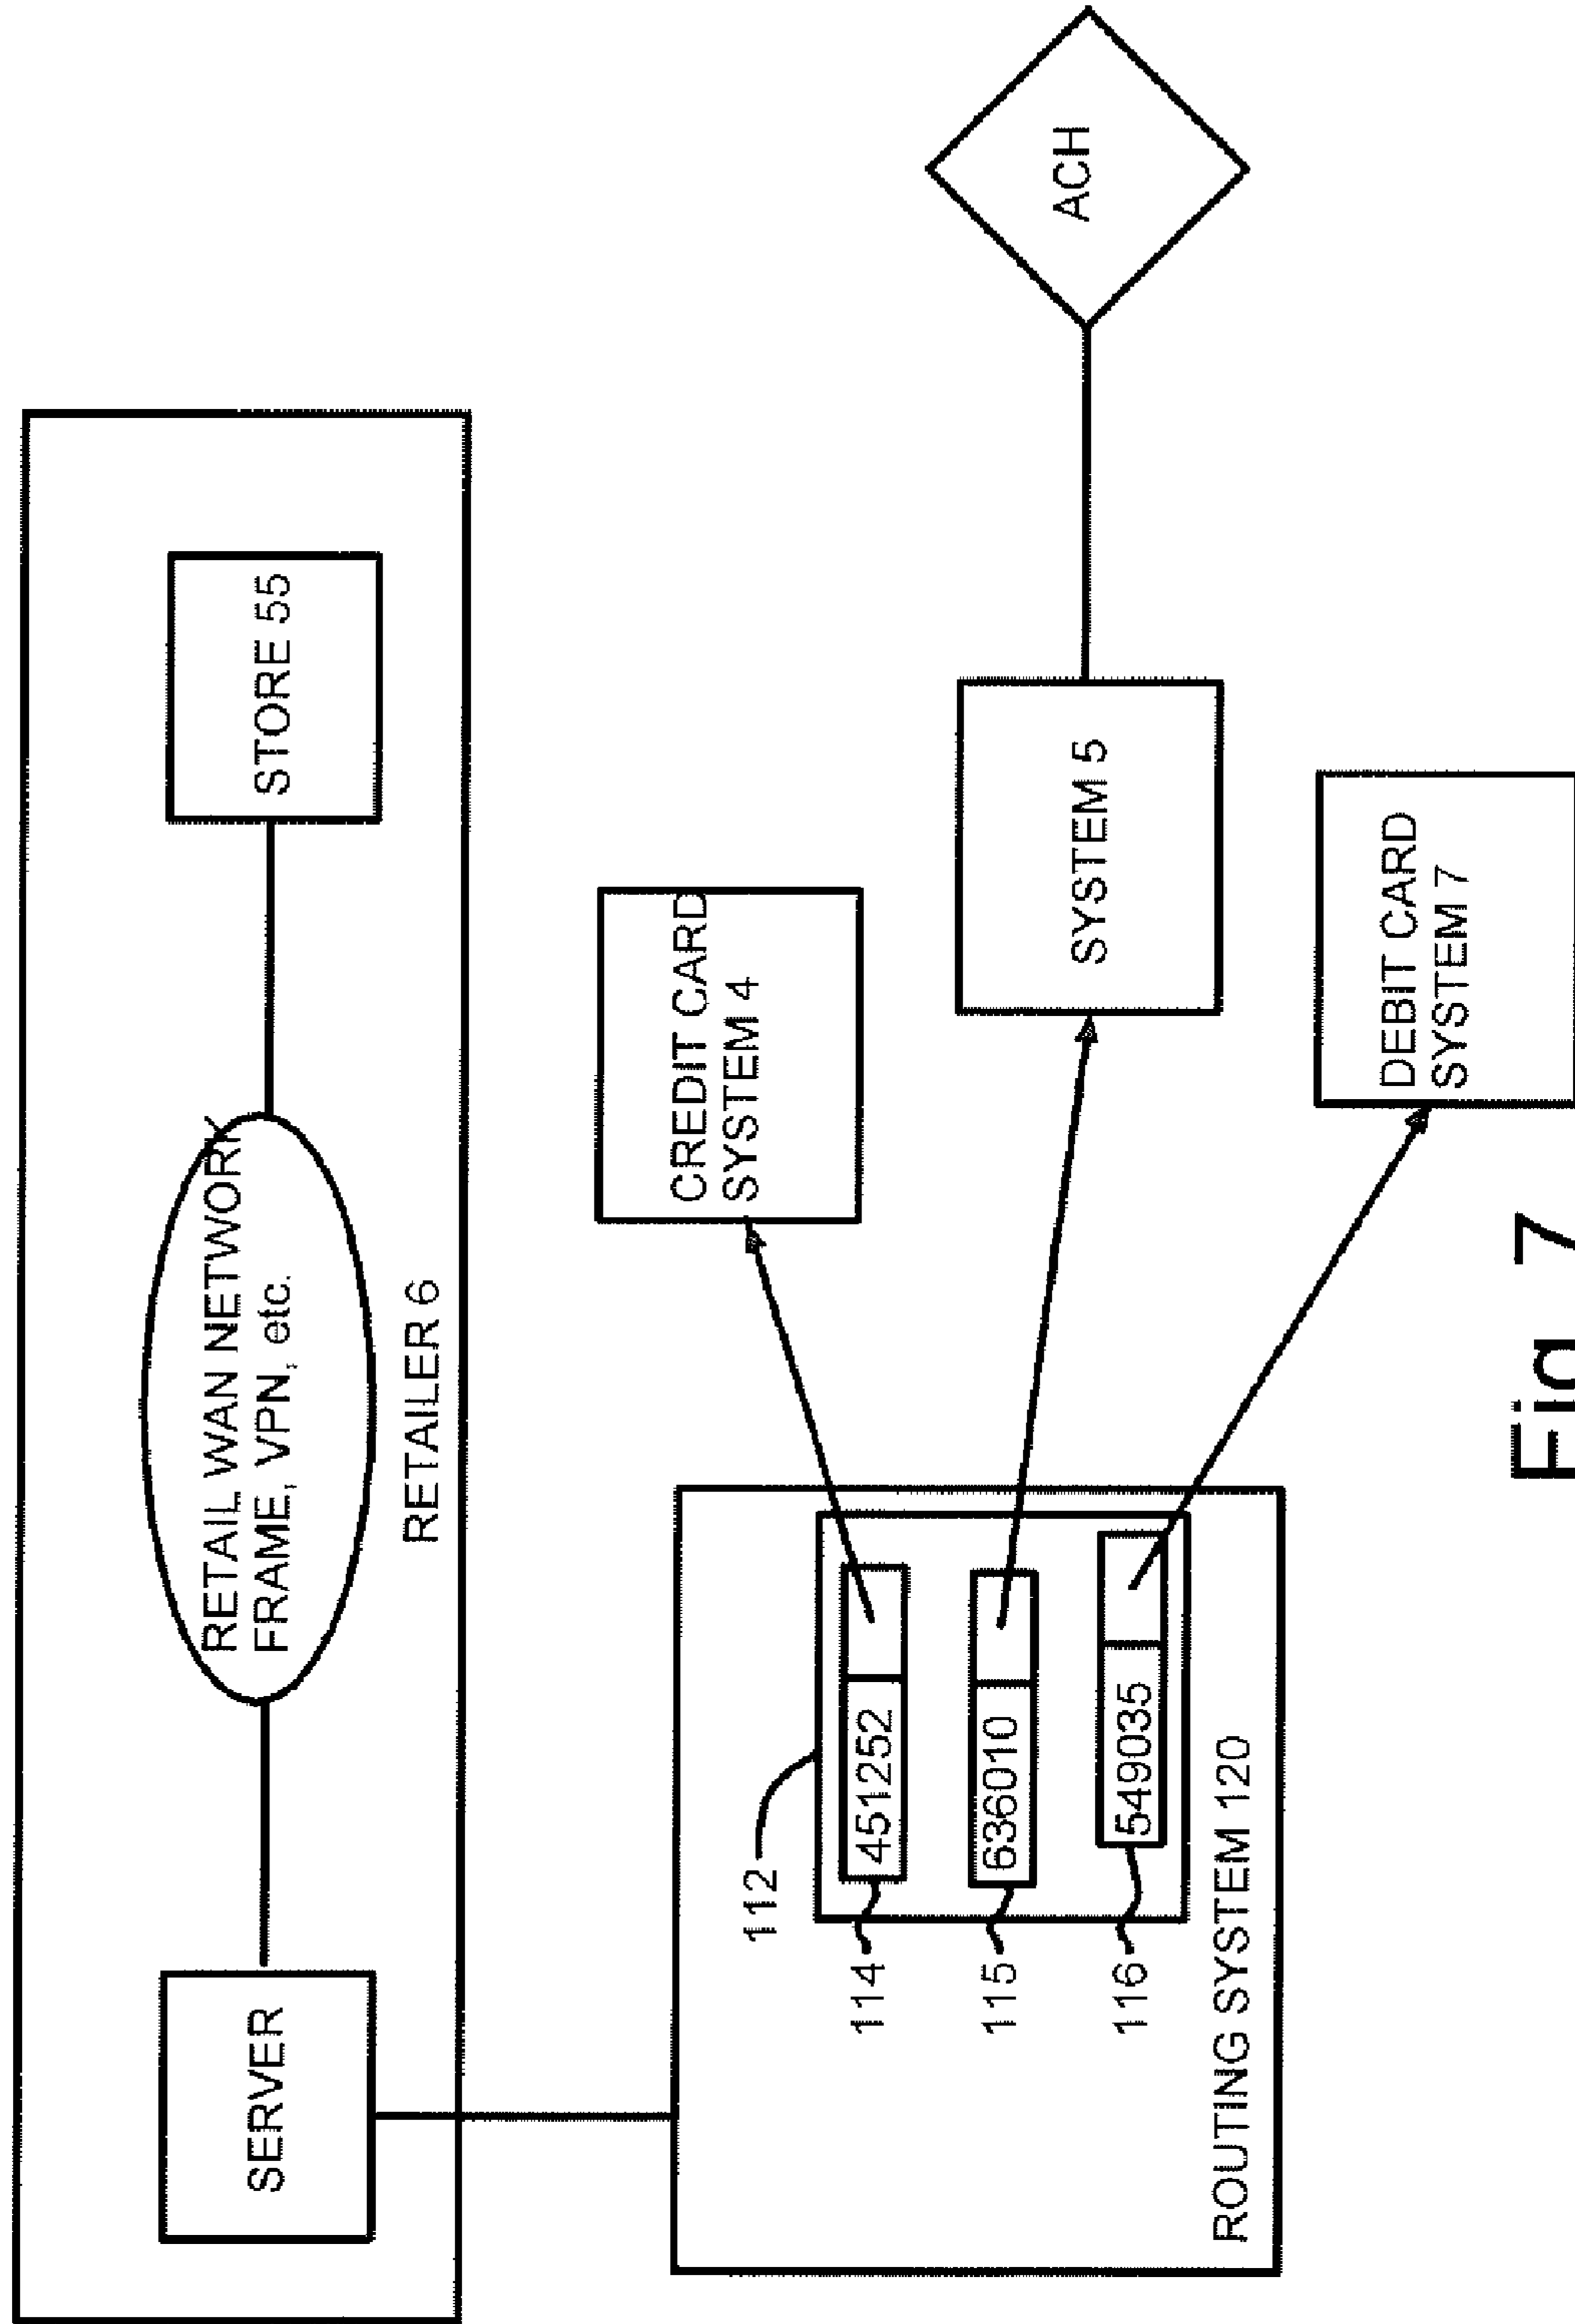 SERVER
RETAIL WAN NETWORK
FRAME, VPN, etc.
STORE 55
RETAILER 6
112
114
451252
115
636010
116
549035
ROUTING SYSTEM 120
CREDIT CARD
SYSTEM 4
SYSTEM 5
ACH
DEBIT CARD
SYSTEM 7
Fig. 7